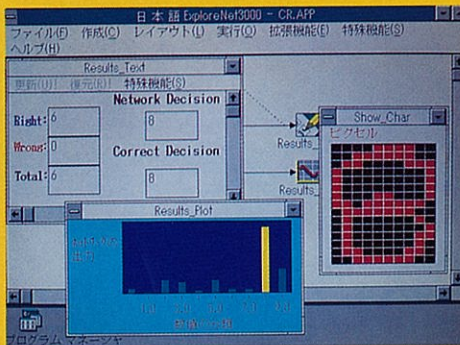 日本語 ExploreNet3000 - CR.APP
ファイル(F) 作成(C) レイアウト(L) 実行(O) 拡張機能(E) 特殊機能(S)
ヘルプ(H)
Results_Text
更新(U)! 復元(R)! 特殊機能(S)
Network Decision
Right: 6
8
Wrong: 0
Correct Decision
Total: 6
8
Results_
Results_
Show_Char
ピクセル
Results_Plot
プログラム マネージャ